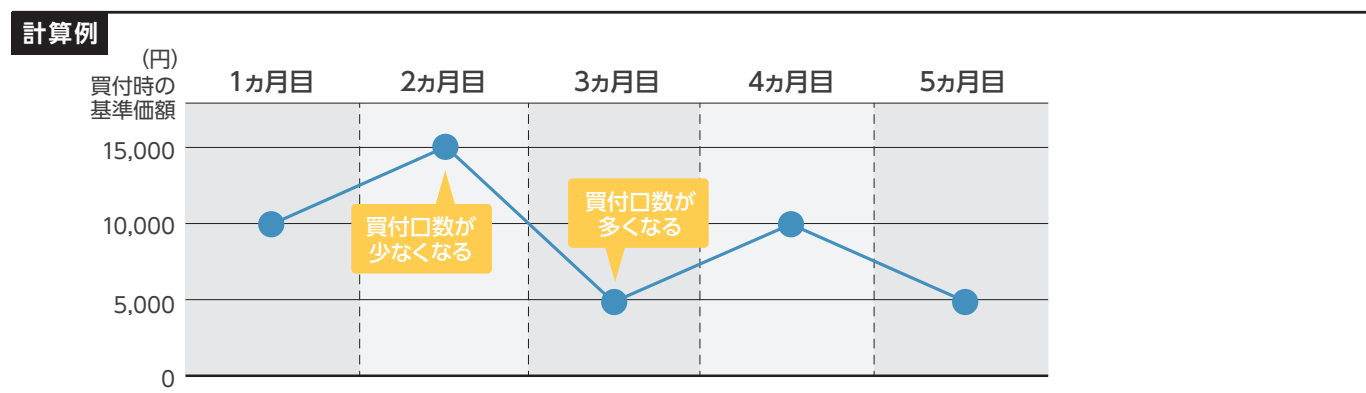 計算例
(円)
買付時の
基準価額
1ヵ月目
2ヵ月目
3ヵ月目
4ヵ月目
5ヵ月目
15,000
10,000
5,000
0
買付口数が
少なくなる
買付口数が
多くなる